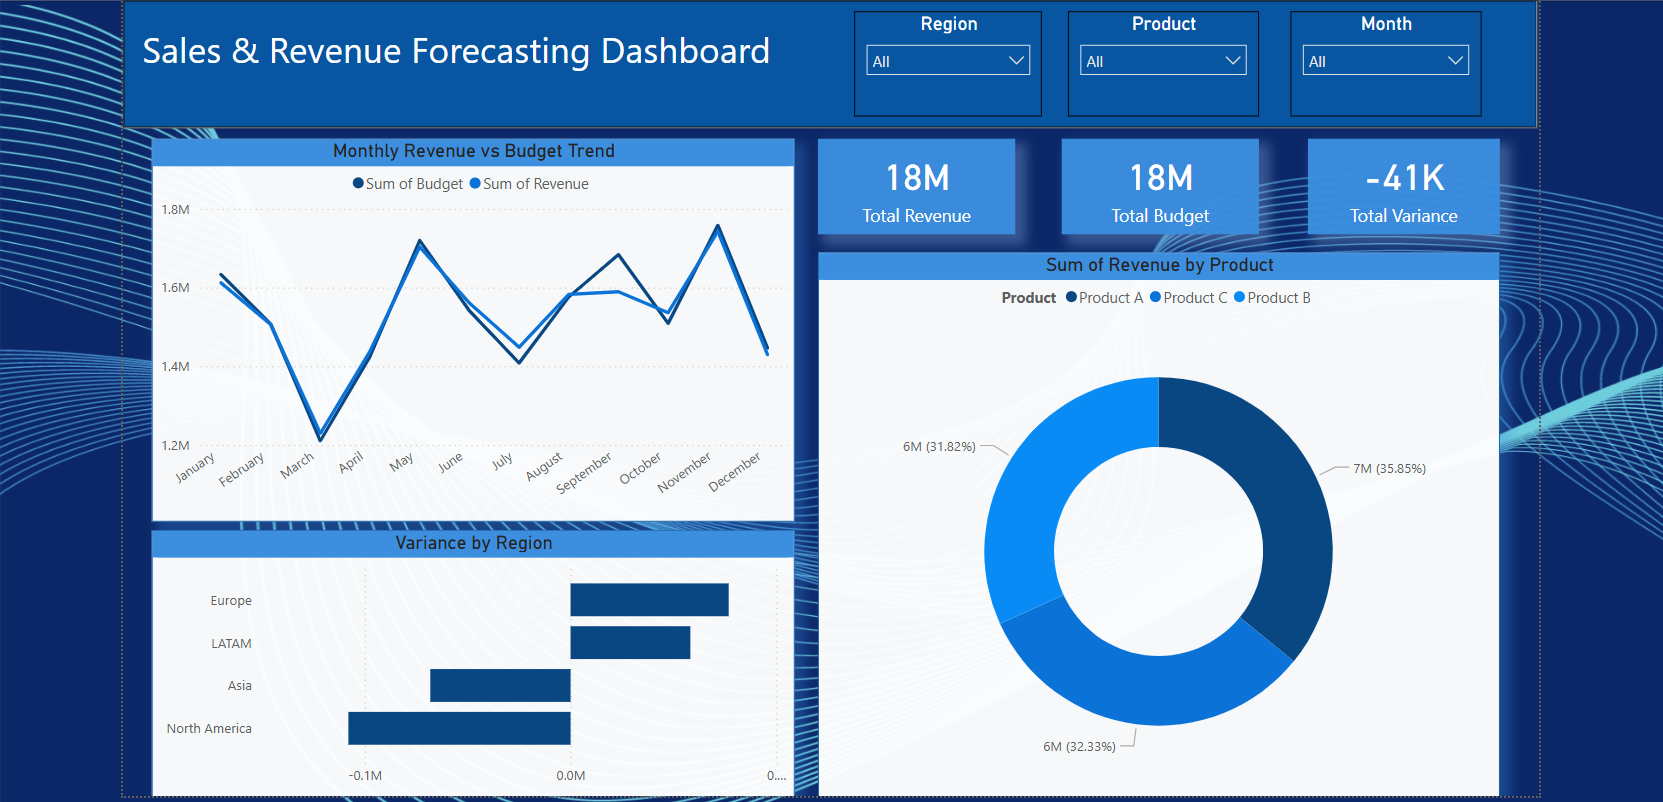 Sales & Revenue Forecasting Dashboard
Region
All
Product
All
Month
All
Monthly Revenue vs Budget Trend
Sum of Budget Sum of Revenue
1.8M
1.6M
1.4M
1.2M
January February March April May June July August September October November December
18M
Total Revenue
18M
Total Budget
-41K
Total Variance
Sum of Revenue by Product
Product Product A Product C Product B
6M (31.82%)
7M (35.85%)
6M (32.33%)
Variance by Region
Europe
LATAM
Asia
North America
-0.1M 0.0M 0....